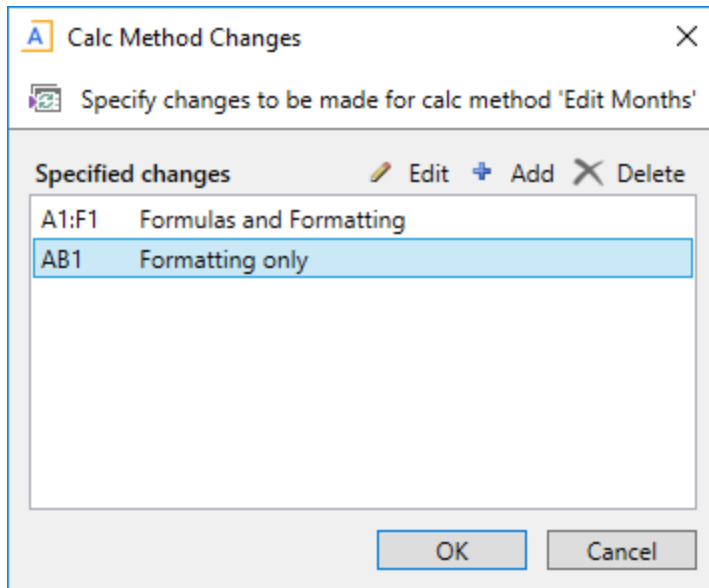 A Calc Method Changes
Specify changes to be made for calc method 'Edit Months'
Specified changes Edit Add Delete
A1:F1 Formulas and Formatting
AB1 Formatting only
OK Cancel